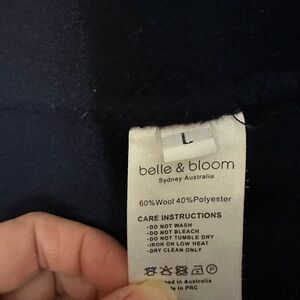 L
belle & bloom
Sydney Australia
60%Wool 40%Polyester
CARE INSTRUCTIONS
-DO NOT WASH
-DO NOT BLEACH
-DO NOT TUMBLE DRY
-IRON ON LOW HEAT
-DRY CLEAN ONLY
in Australia
in PRC